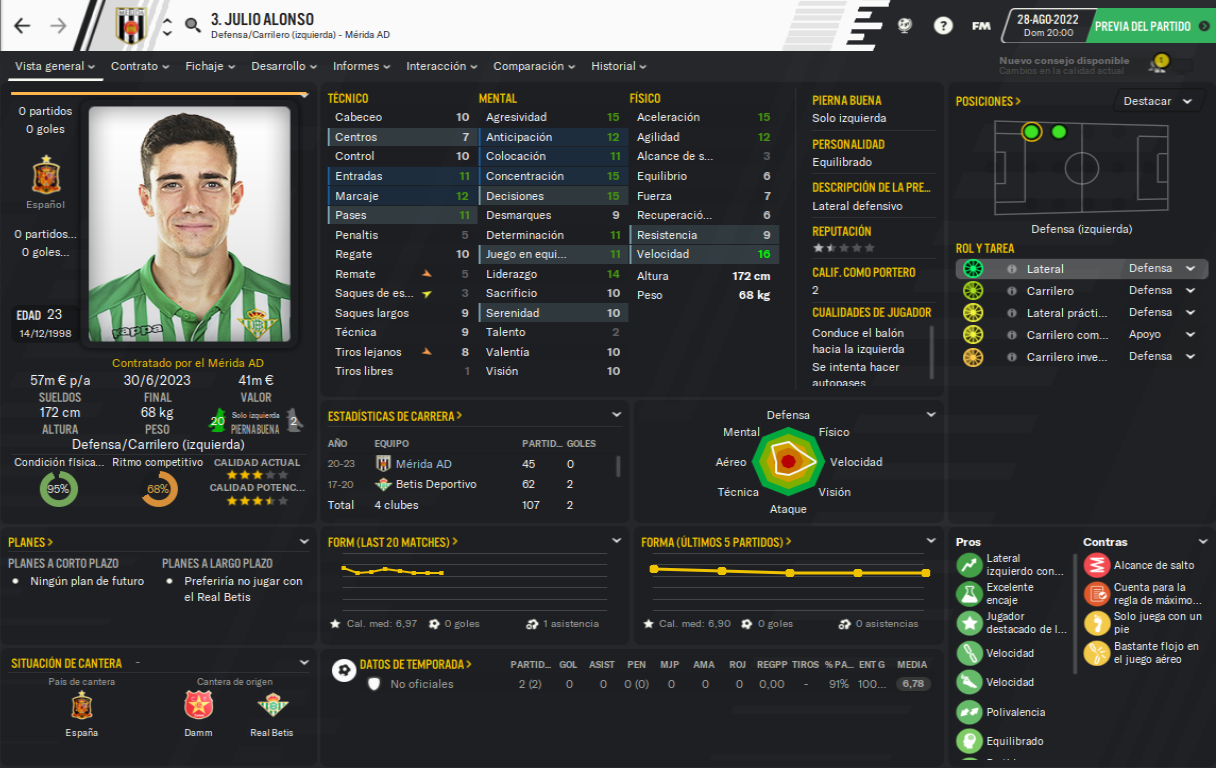 3. JULIO ALONSO
Defensa/Carrilero (izquierda) - Mérida AD
?
FM
28-AGO-2022
Dom 20:00
PREVIA DEL PARTIDO
Vista general
Contrato
Fichaje
Desarrollo
Informes
Interacción
Comparación
Historial
Nuevo consejo disponible
Cambios en la calidad actual
1
0 partidos
0 goles
Español
0 partidos...
0 goles...
EDAD 23
14/12/1998
kappa
Contratado por el Mérida AD
57m € p/a
SUELDOS
30/6/2023
FINAL
41m €
VALOR
172 cm
ALTURA
68 kg
PESO
20
Solo izquierda
PIERNA BUENA
2
Defensa/Carrilero (izquierda)
Condición física...
95%
Ritmo competitivo
68%
CALIDAD ACTUAL
CALIDAD POTENC...
TÉCNICO
Cabeceo 10
Centros 7
Control 10
Entradas 11
Marcaje 12
Pases 11
Penaltis 5
Regate 10
Remate 5
Saques de es... 3
Saques largos 9
Técnica 9
Tiros lejanos 8
Tiros libres 1
MENTAL
Agresividad 15
Anticipación 12
Colocación 11
Concentración 15
Decisiones 15
Desmarques 9
Determinación 11
Juego en equi... 11
Liderazgo 14
Sacrificio 10
Serenidad 10
Talento 2
Valentía 10
Visión 10
FÍSICO
Aceleración 15
Agilidad 12
Alcance de s... 3
Equilibrio 6
Fuerza 7
Recuperació... 6
Resistencia 9
Velocidad 16
Altura 172 cm
Peso 68 kg
PIERNA BUENA
Solo izquierda
PERSONALIDAD
Equilibrado
DESCRIPCIÓN DE LA PRE...
Lateral defensivo
REPUTACIÓN
CALIF. COMO PORTERO
2
CUALIDADES DE JUGADOR
Conduce el balón
hacia la izquierda
Se intenta hacer
autopases
POSICIONES >
Destacar
Defensa (izquierda)
ROL Y TAREA
Lateral Defensa
Carrilero Defensa
Lateral prácti... Defensa
Carrilero com... Apoyo
Carrilero inve... Defensa
ESTADÍSTICAS DE CARRERA >
AÑO EQUIPO PARTID... GOLES
20-23 Mérida AD 45 0
17-20 Betis Deportivo 62 2
Total 4 clubes 107 2
Defensa
Mental
Físico
Aéreo
Velocidad
Técnica
Visión
Ataque
PLANES >
PLANES A CORTO PLAZO
Ningún plan de futuro
PLANES A LARGO PLAZO
Preferiría no jugar con
el Real Betis
FORM (LAST 20 MATCHES) >
Cal. med: 6,97 0 goles 1 asistencia
FORMA (ÚLTIMOS 5 PARTIDOS) >
Cal. med: 6,90 0 goles 0 asistencias
Pros
Lateral
izquierdo con...
Excelente
encaje
Jugador
destacado de l...
Velocidad
Velocidad
Polivalencia
Equilibrado
Contras
Alcance de salto
Cuenta para la
regla de máximo...
Solo juega con un
pie
Bastante flojo en
el juego aéreo
SITUACIÓN DE CANTERA -
País de cantera
España
Cantera de origen
Damm
Real Betis
DATOS DE TEMPORADA > PARTID... GOL ASIST PEN MJP AMA ROJ REGPP TIROS % PA... ENT G MEDIA
No oficiales 2 (2) 0 0 0 (0) 0 0 0 0,00 - 91% 100... 6,78